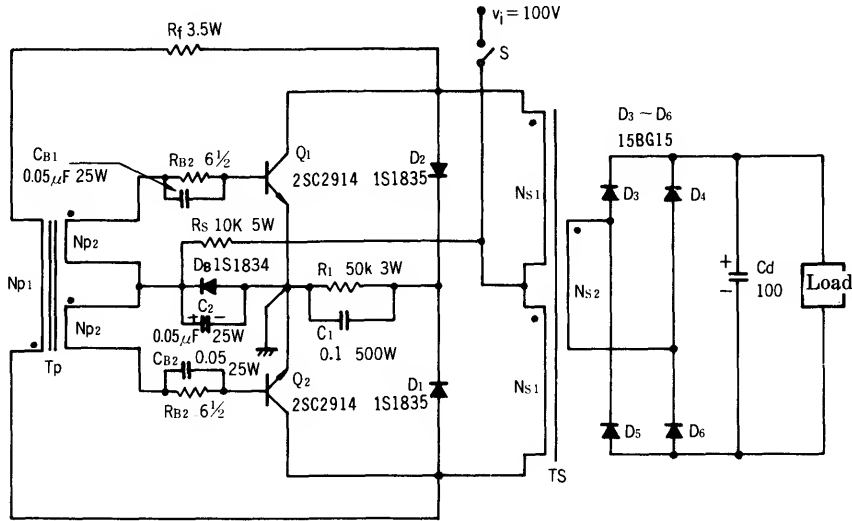 Rf 3.5W
vi=100V
S
D3~D6
15BG15
CB1
0.05μF 25W
RB2 6½
Q1
2SC2914
D2
1S1835
NS1
D3
D4
RS 10K 5W
Np1
Np2
DB 1S1834
R1 50k 3W
NS2
+
−
Cd
100
Load
+ −
C2
0.05μF 25W
C1
0.1 500W
Np2
Tp
CB2 0.05
25W
RB2 6½
Q2
2SC2914
D1
1S1835
NS1
D5
D6
TS